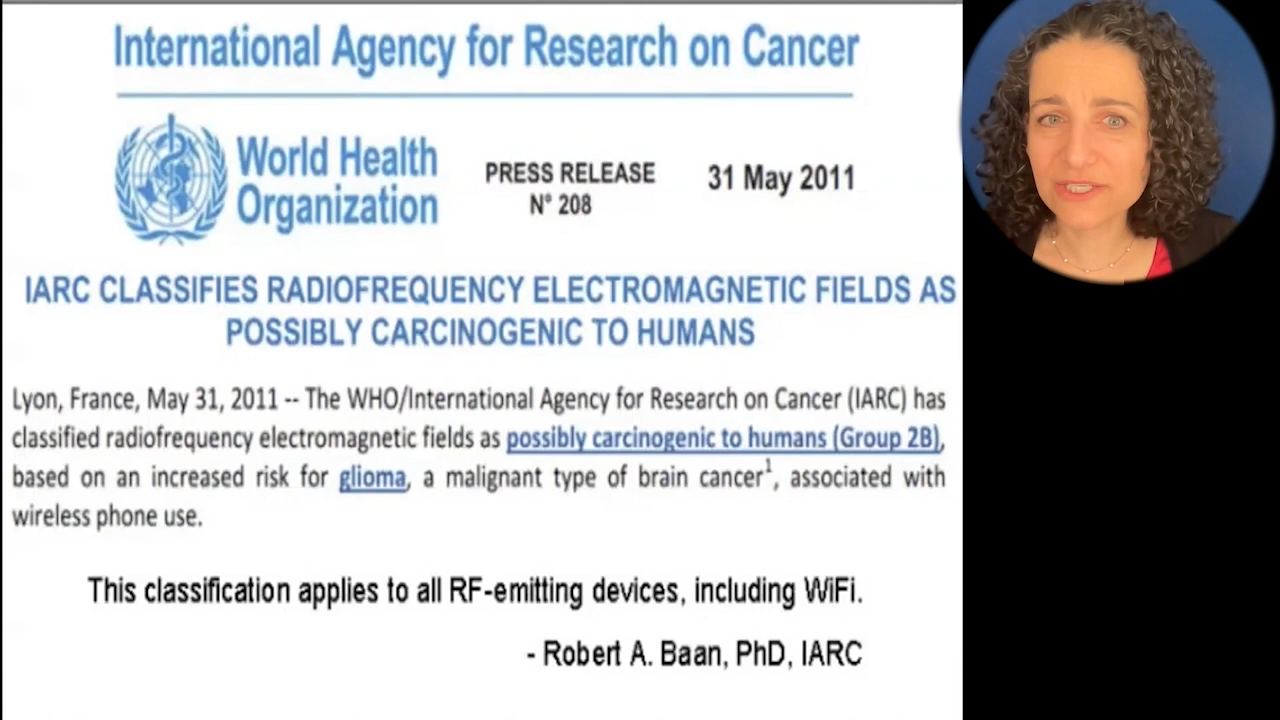 International Agency for Research on Cancer
World Health
Organization
PRESS RELEASE
N° 208
31 May 2011
IARC CLASSIFIES RADIOFREQUENCY ELECTROMAGNETIC FIELDS AS
POSSIBLY CARCINOGENIC TO HUMANS
Lyon, France, May 31, 2011 -- The WHO/International Agency for Research on Cancer (IARC) has
classified radiofrequency electromagnetic fields as possibly carcinogenic to humans (Group 2B),
based on an increased risk for glioma, a malignant type of brain cancer¹, associated with
wireless phone use.
This classification applies to all RF-emitting devices, including WiFi.
- Robert A. Baan, PhD, IARC